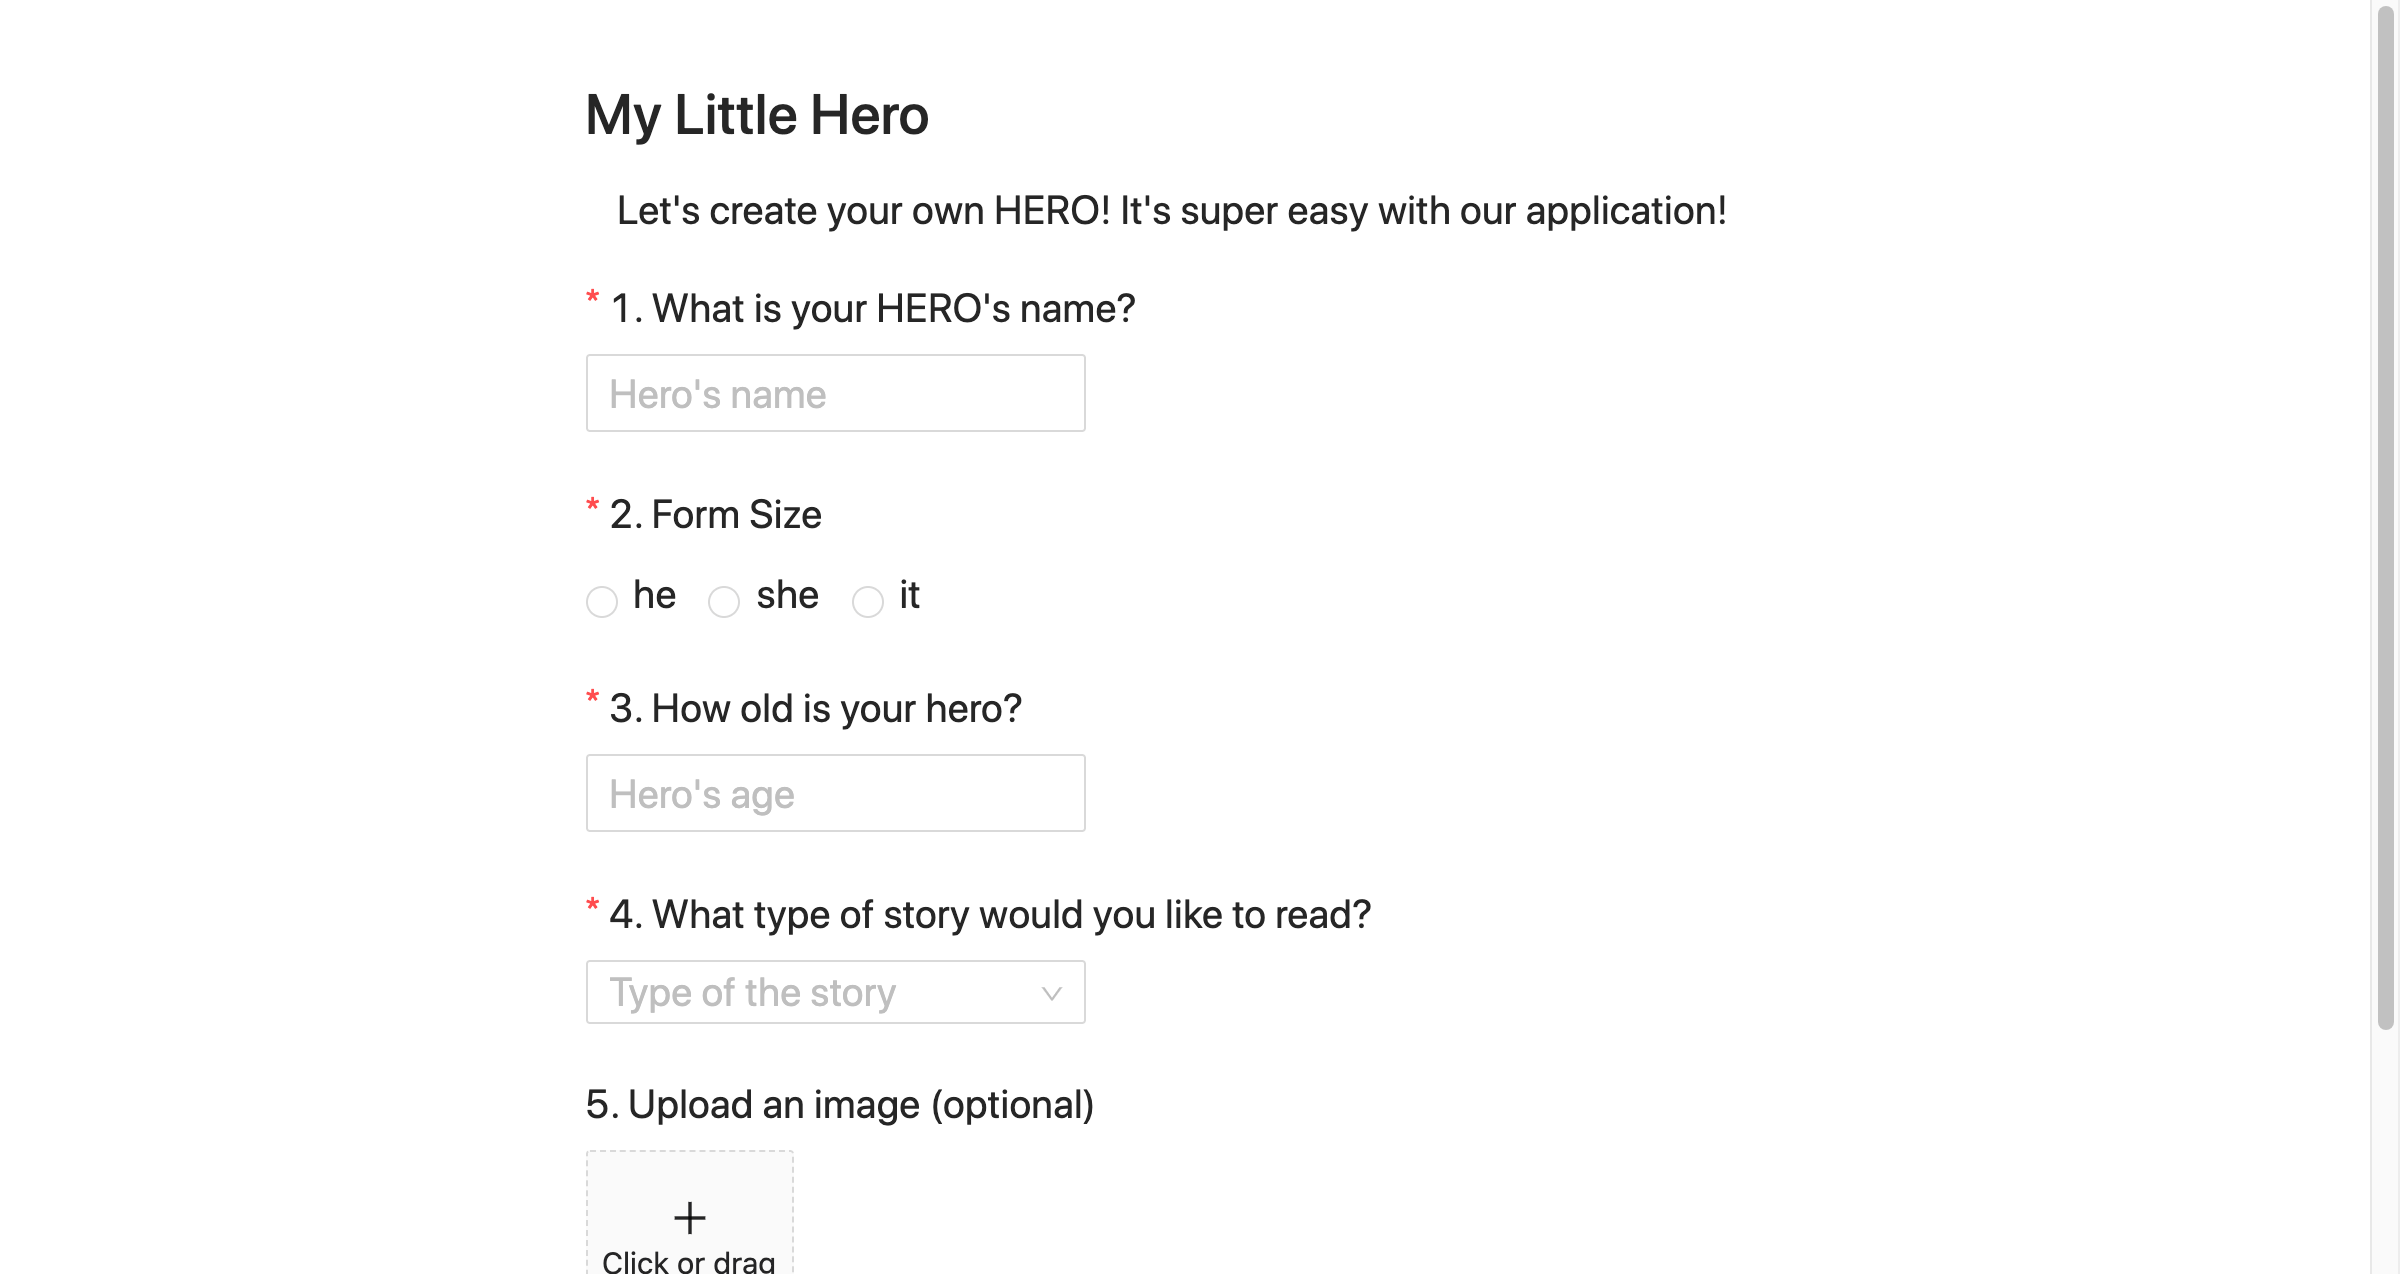 My Little Hero
Let's create your own HERO! It's super easy with our application!
* 1. What is your HERO's name?
Hero's name
* 2. Form Size
he she it
* 3. How old is your hero?
Hero's age
* 4. What type of story would you like to read?
Type of the story
5. Upload an image (optional)
+
Click or drag